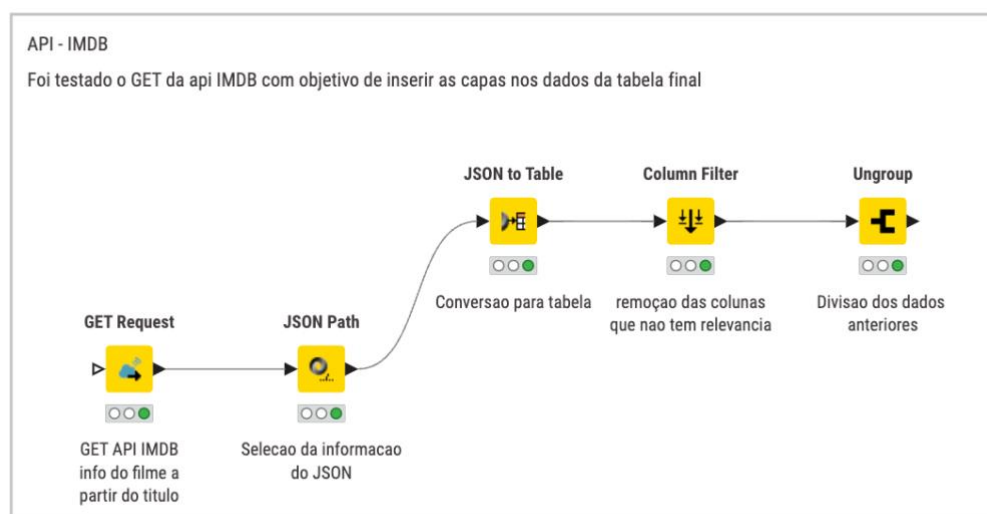 API - IMDB
Foi testado o GET da api IMDB com objetivo de inserir as capas nos dados da tabela final
JSON to Table
Column Filter
Ungroup
Conversao para tabela
remoçao das colunas
que nao tem relevancia
Divisao dos dados
anteriores
GET Request
JSON Path
GET API IMDB
info do filme a
partir do titulo
Selecao da informacao
do JSON